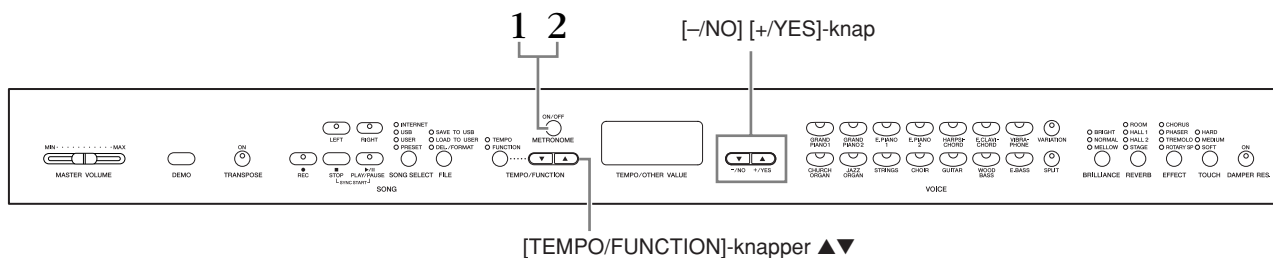 1 2
[–/NO] [+/YES]-knap
MIN MAX
MASTER VOLUME
DEMO
ON
TRANSPOSE
LEFT
RIGHT
REC
STOP
PLAY/PAUSE
SYNC START
SONG
INTERNET
USB
USER
PRESET
SONG SELECT
SAVE TO USB
LOAD TO USER
DEL./FORMAT
FILE
TEMPO
FUNCTION
ON/OFF
METRONOME
▼ ▲
TEMPO/FUNCTION
TEMPO/OTHER VALUE
▼ ▲
–/NO +/YES
GRAND PIANO 1
GRAND PIANO 2
E.PIANO 1
E.PIANO 2
HARPSI-CHORD
E.CLAVI-CHORD
VIBRA-PHONE
VARIATION
CHURCH ORGAN
JAZZ ORGAN
STRINGS
CHOIR
GUITAR
WOOD BASS
E.BASS
SPLIT
VOICE
BRIGHT
NORMAL
MELLOW
BRILLIANCE
ROOM
HALL 1
HALL 2
STAGE
REVERB
CHORUS
PHASER
TREMOLO
ROTARY SP
EFFECT
HARD
MEDIUM
SOFT
TOUCH
ON
DAMPER RES.
[TEMPO/FUNCTION]-knapper ▲▼